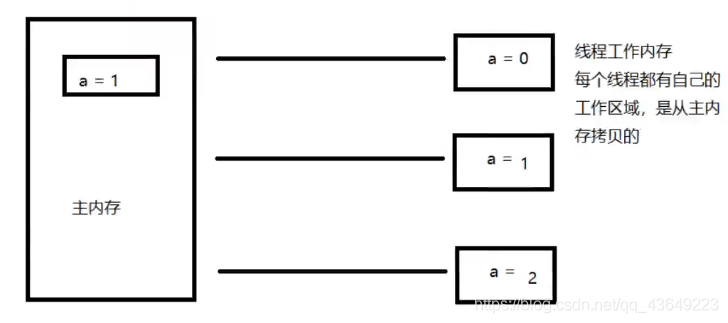 a = 1
主内存
a = 0
a = 1
a = 2
线程工作内存
每个线程都有自己的
工作区域，是从主内
存拷贝的
https://blog.csdn.net/qq_43649223